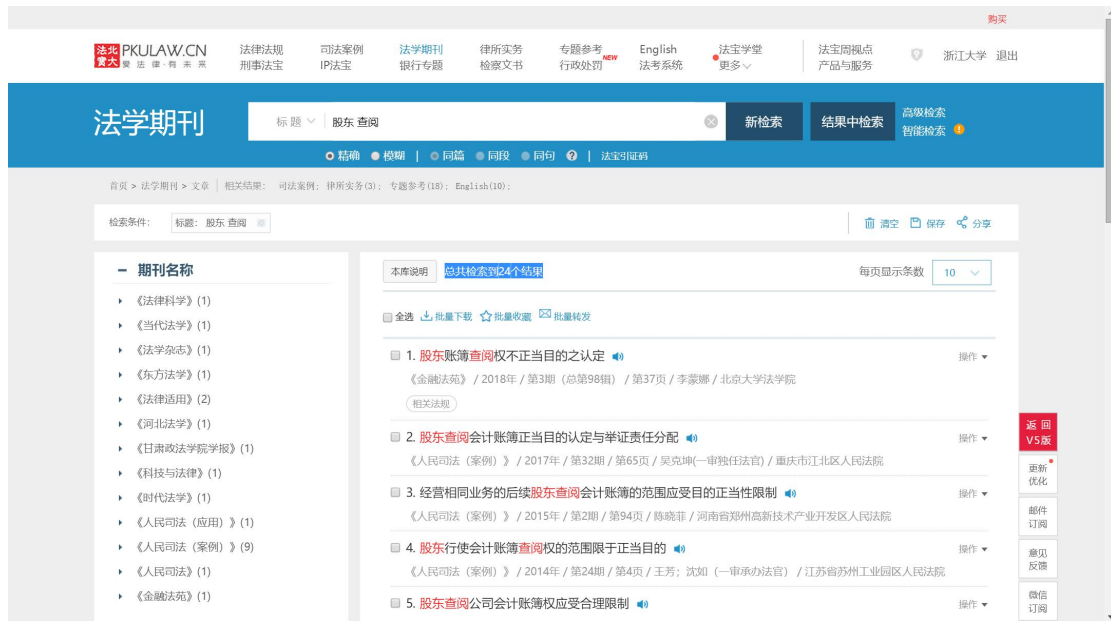 购买
法北宝大 PKULAW.CN
爱 法 律·有 未 来
法律法规 司法案例 法学期刊 律所实务 专题参考 English 法宝学堂 法宝周视点 浙江大学 退出
刑事法宝 IP法宝 银行专题 检察文书 行政处罚 NEW 法考系统 更多 产品与服务
法学期刊 标题 股东 查阅 新检索 结果中检索 高级检索
智能检索
精确 模糊 | 同篇 同段 同句 ? | 法宝引证码
首页 > 法学期刊 > 文章 | 相关结果: 司法案例; 律所实务(3); 专题参考(18); English(10);
检索条件: 标题: 股东 查阅 清空 保存 分享
期刊名称
《法律科学》(1)
《当代法学》(1)
《法学杂志》(1)
《东方法学》(1)
《法律适用》(2)
《河北法学》(1)
《甘肃政法学院学报》(1)
《科技与法律》(1)
《时代法学》(1)
《人民司法（应用）》(1)
《人民司法（案例）》(9)
《人民司法》(1)
《金融法苑》(1)
本库说明 总共检索到24个结果 每页显示条数 10
全选 批量下载 批量收藏 批量转发
1. 股东账簿查阅权不正当目的之认定 操作
《金融法苑》 / 2018年 / 第3期（总第98辑） / 第37页 / 李蒙娜 / 北京大学法学院
相关法规
2. 股东查阅会计账簿正当目的认定与举证责任分配 操作
《人民司法（案例）》 / 2017年 / 第32期 / 第65页 / 吴克坤(一审独任法官) / 重庆市江北区人民法院
3. 经营相同业务的后续股东查阅会计账簿的范围应受目的正当性限制 操作
《人民司法（案例）》 / 2015年 / 第2期 / 第94页 / 陈晓菲 / 河南省郑州高新技术产业开发区人民法院
4. 股东行使会计账簿查阅权的范围限于正当目的 操作
《人民司法（案例）》 / 2014年 / 第24期 / 第4页 / 王芳；沈如（一审承办法官） / 江苏省苏州工业园区人民法院
5. 股东查阅公司会计账簿权应受合理限制 操作
返 回
V5版
更新
优化
邮件
订阅
意见
反馈
微信
订阅